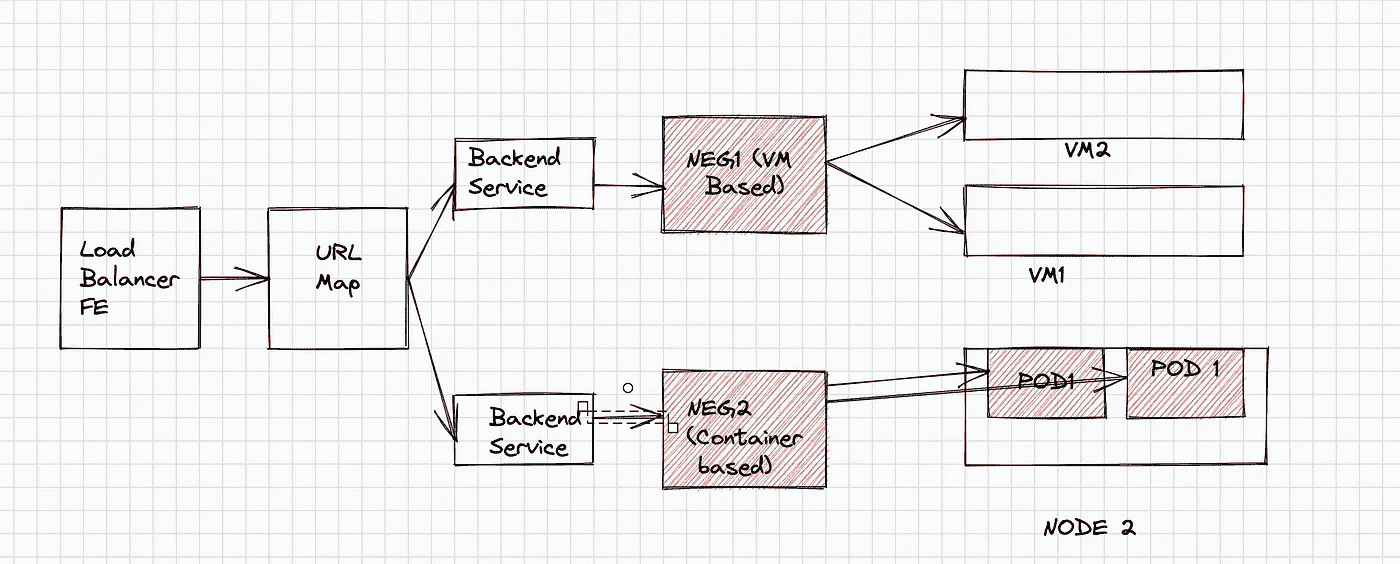 Load
Balancer
FE
URL
Map
Backend
Service
NEG1 (VM
Based)
VM2
VM1
Backend
Service
NEG2
(Container
based)
POD1
POD 1
NODE 2